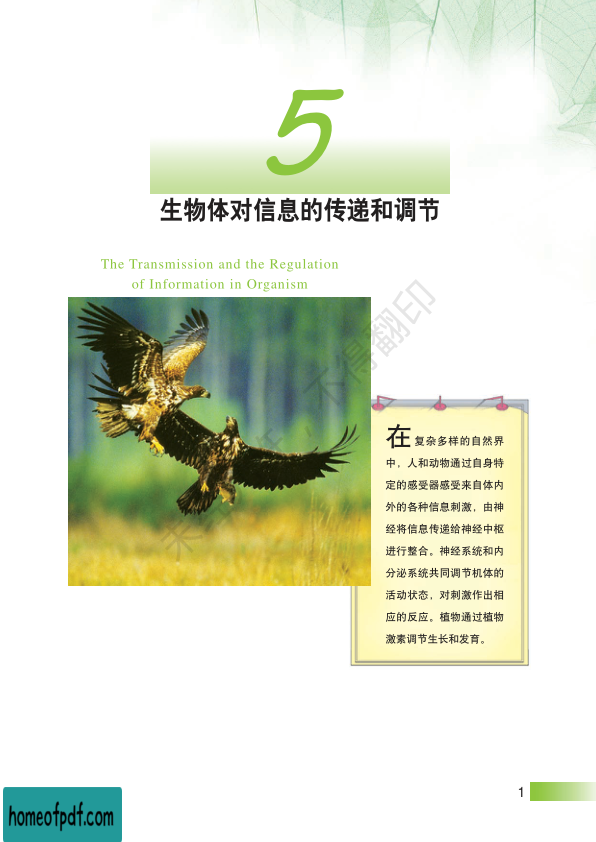 5
生物体对信息的传递和调节
The Transmission and the Regulation
of Information in Organism
在复杂多样的自然界
中，人和动物通过自身特
定的感受器感受来自体内
外的各种信息刺激，由神
经将信息传递给神经中枢
进行整合。神经系统和内
分泌系统共同调节机体的
活动状态，对刺激作出相
应的反应。植物通过植物
激素调节生长和发育。
不得翻印
1
homeofpdf.com